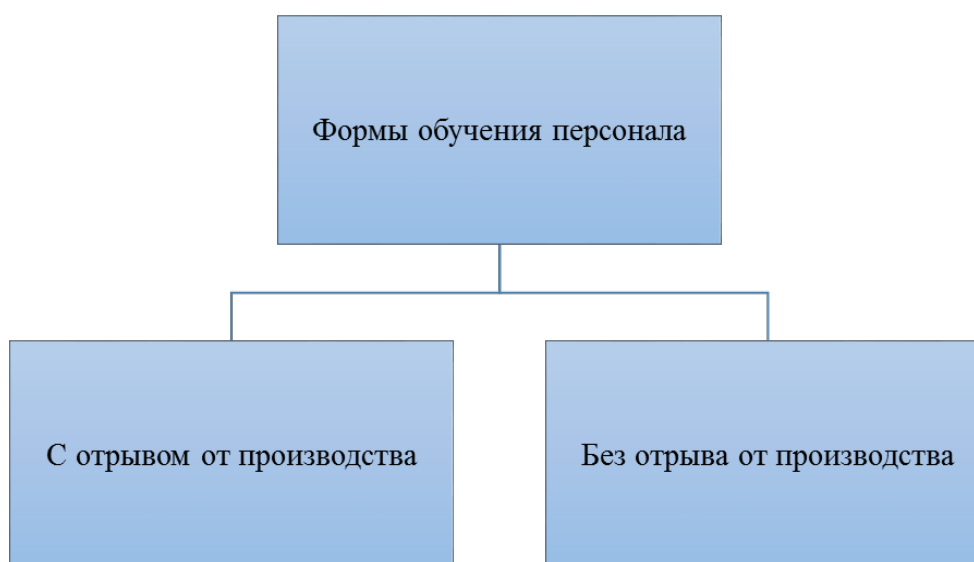 Формы обучения персонала
С отрывом от производства
Без отрыва от производства